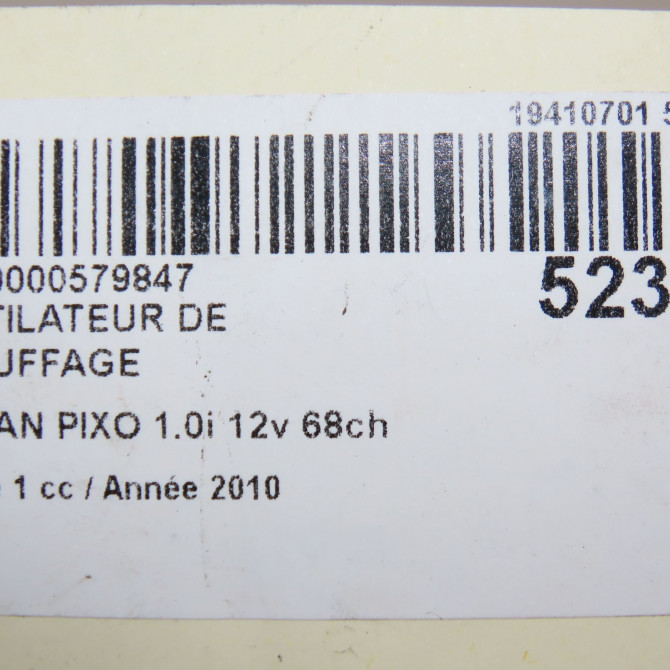 19410701 5
0000579847
523
TILATEUR DE
UFFAGE
AN PIXO 1.0i 12v 68ch
1 cc / Année 2010